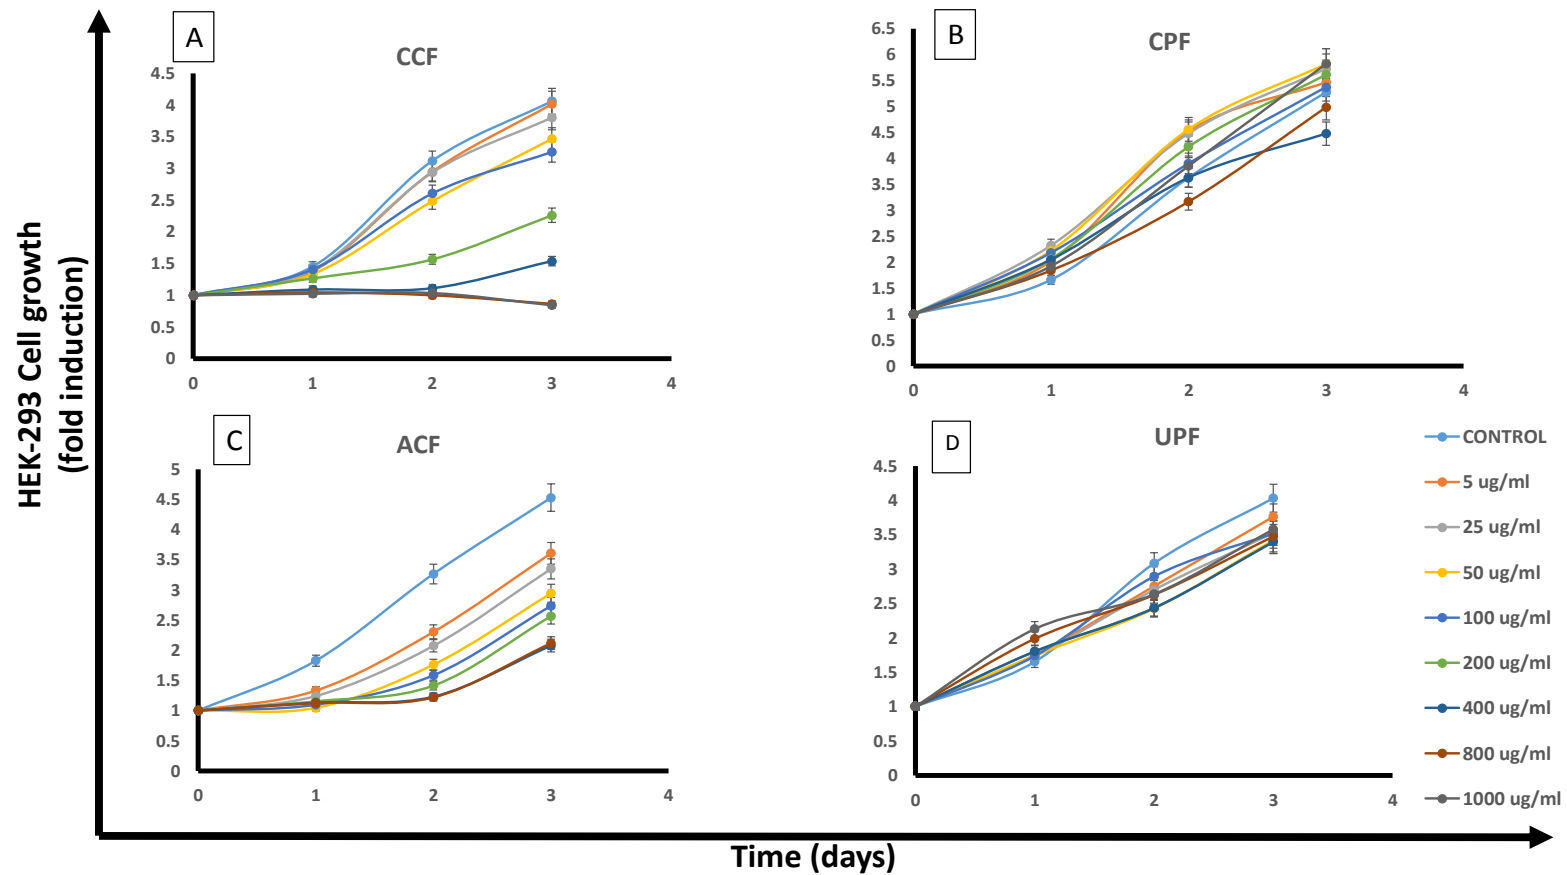 A
CCF
4.5
4
3.5
3
2.5
2
1.5
1
0.5
0
0 1 2 3 4
B
CPF
6.5
6
5.5
5
4.5
4
3.5
3
2.5
2
1.5
1
0.5
0
0 1 2 3 4
HEK-293 Cell growth
(fold induction)
C
ACF
5
4.5
4
3.5
3
2.5
2
1.5
1
0.5
0
0 1 2 3 4
D
UPF
4.5
4
3.5
3
2.5
2
1.5
1
0.5
0
0 1 2 3 4
CONTROL
5 ug/ml
25 ug/ml
50 ug/ml
100 ug/ml
200 ug/ml
400 ug/ml
800 ug/ml
1000 ug/ml
Time (days)